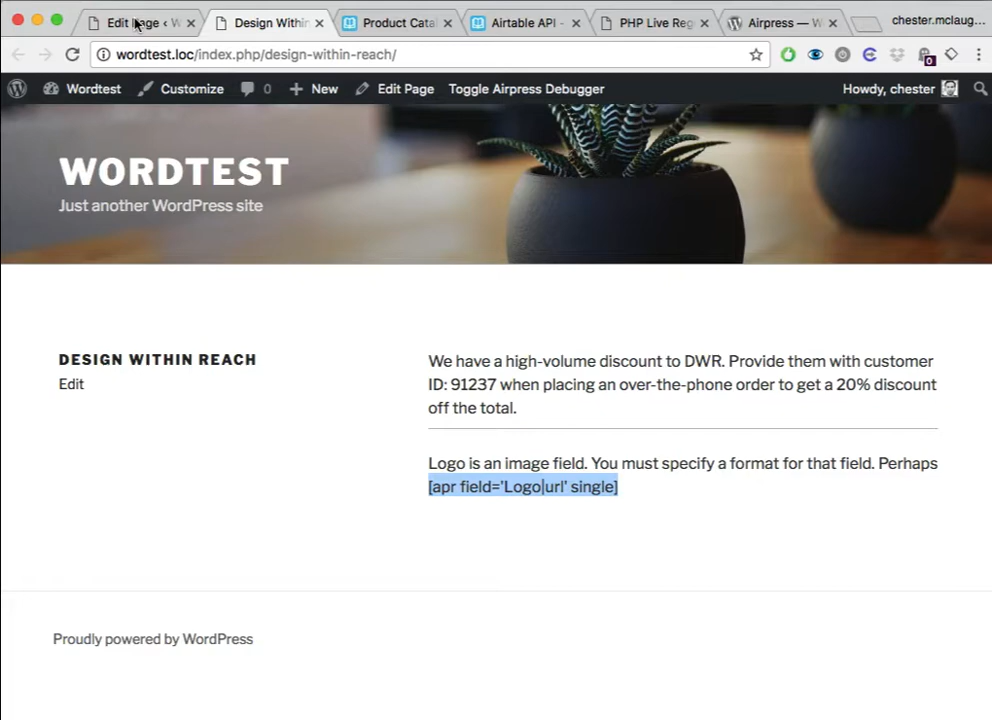 Edit Page ‹ W
Design Within
Product Cata
Airtable API -
PHP Live Reg
Airpress — W
chester.mclaug...
wordtest.loc/index.php/design-within-reach/
0
Wordtest
Customize
0
New
Edit Page
Toggle Airpress Debugger
Howdy, chester
WORDTEST
Just another WordPress site
DESIGN WITHIN REACH
Edit
We have a high-volume discount to DWR. Provide them with customer
ID: 91237 when placing an over-the-phone order to get a 20% discount
off the total.
Logo is an image field. You must specify a format for that field. Perhaps
[apr field='Logo|url' single]
Proudly powered by WordPress